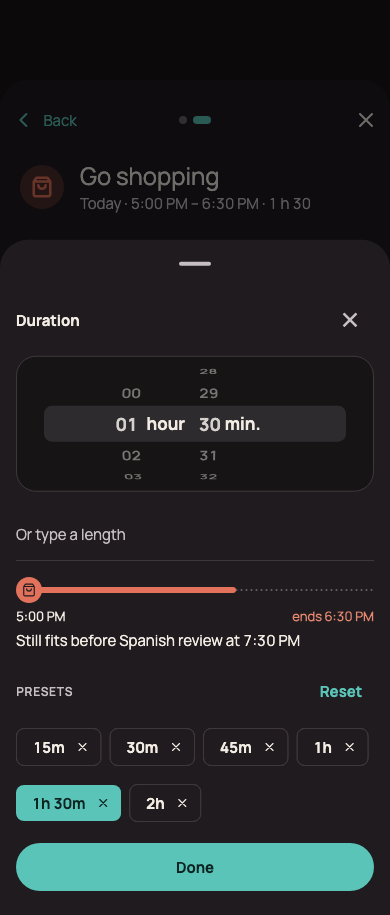 Back
Go shopping
Today · 5:00 PM – 6:30 PM · 1 h 30
Duration
28
00 29
01 hour 30 min.
02 31
03 32
Or type a length
5:00 PM ends 6:30 PM
Still fits before Spanish review at 7:30 PM
PRESETS Reset
15m 30m 45m 1h
1h 30m 2h
Done